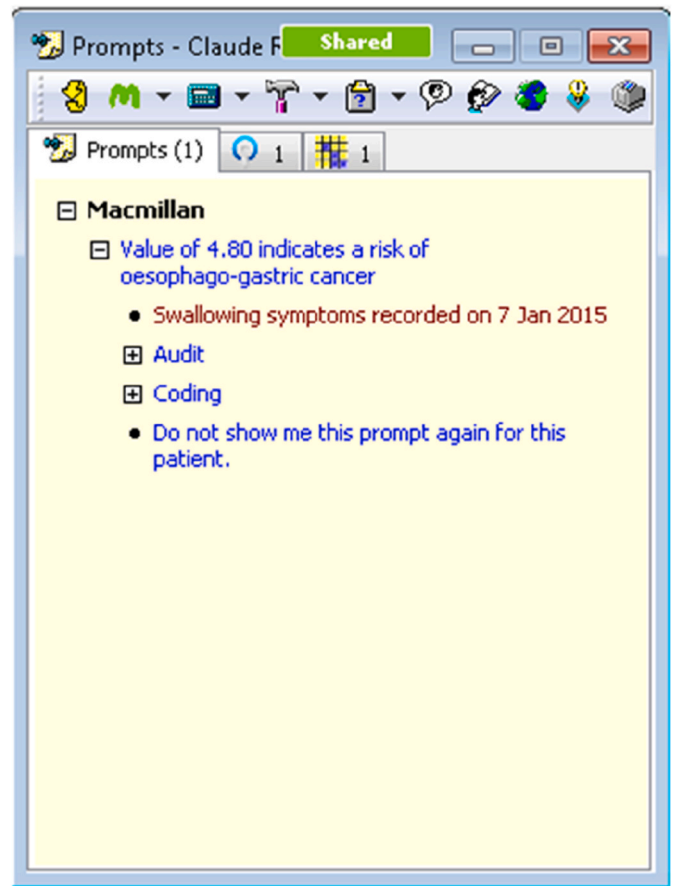 Prompts - Claude F
Shared
Prompts (1)
1
1
Macmillan
Value of 4.80 indicates a risk of
oesophago-gastric cancer
Swallowing symptoms recorded on 7 Jan 2015
Audit
Coding
Do not show me this prompt again for this
patient.